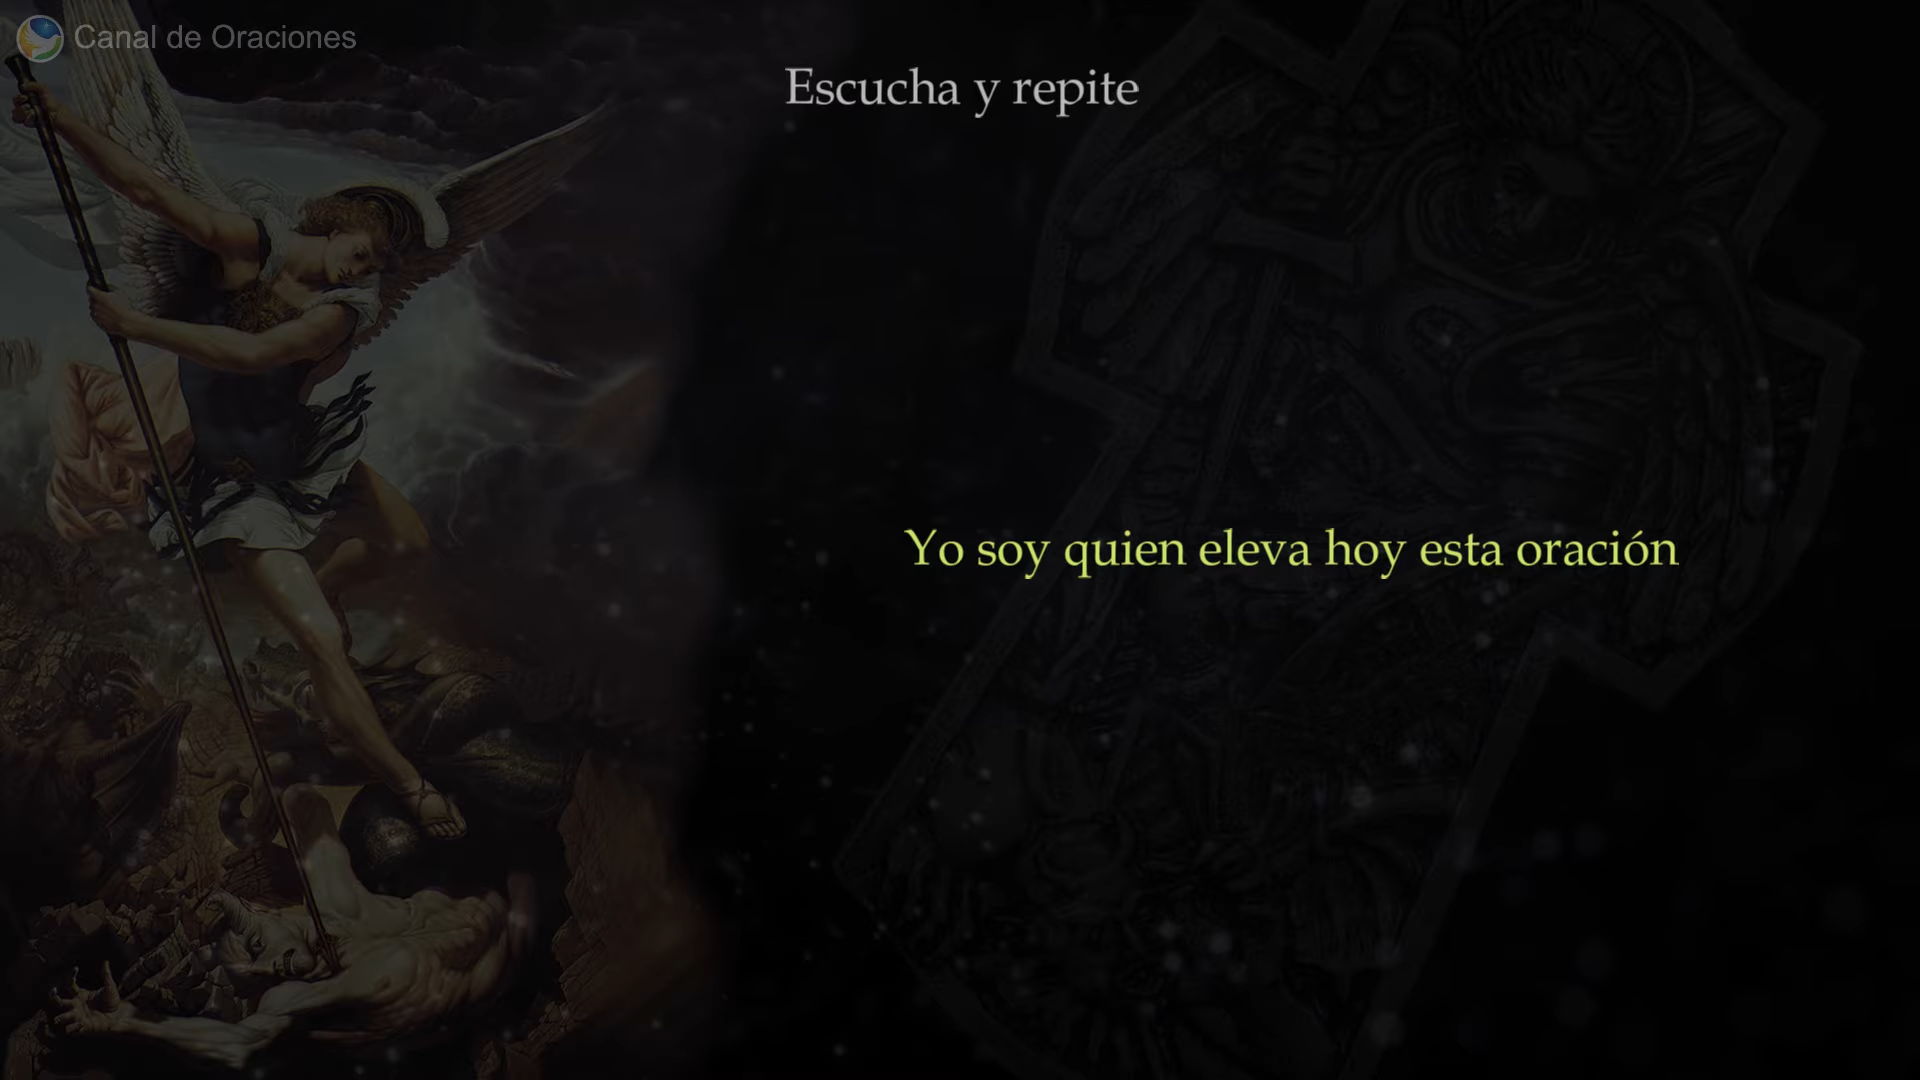 Canal de Oraciones
Escucha y repite
Yo soy quien eleva hoy esta oración